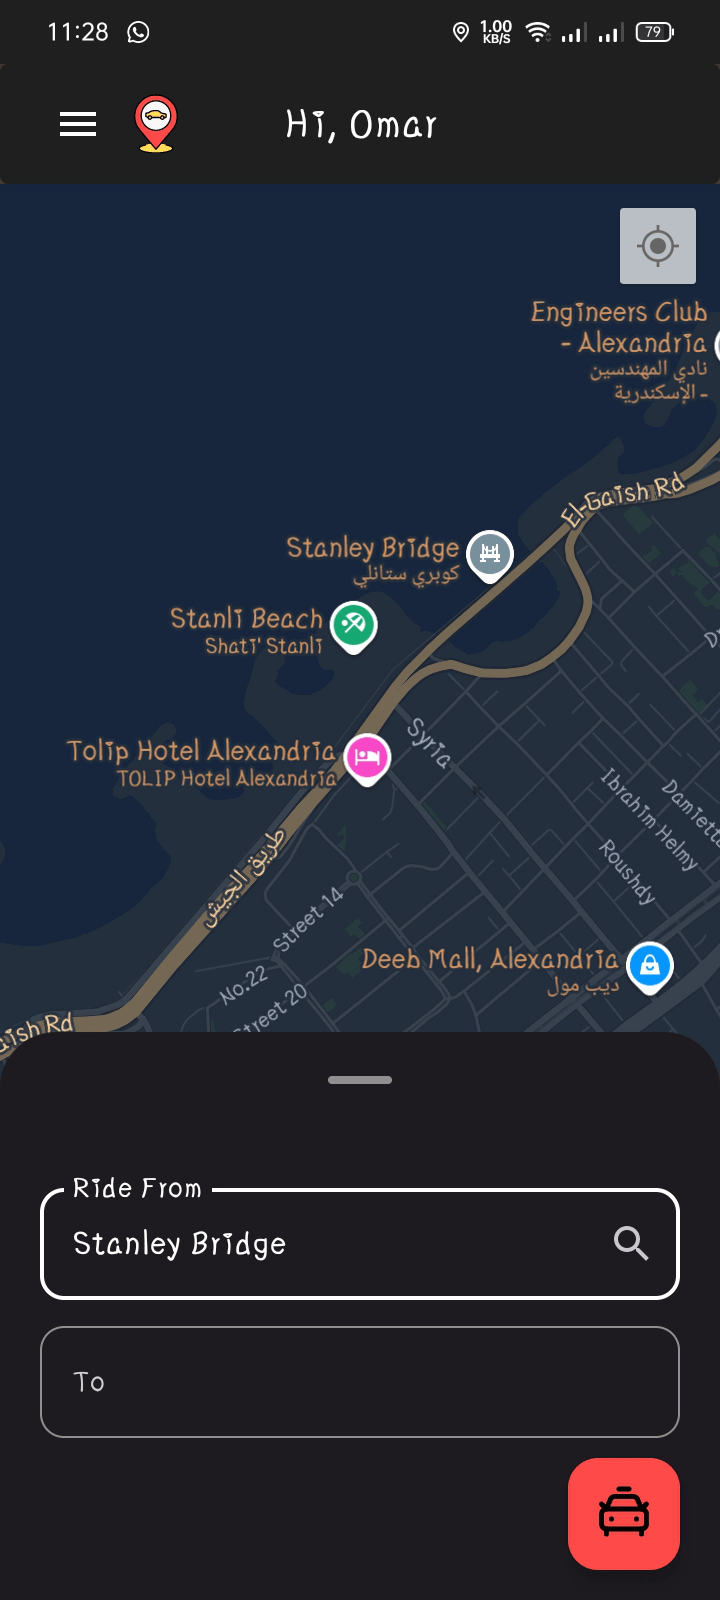 11:28
1.00
KB/S
79
Hi, Omar
Engineers Club
- Alexandria
نادي المهندسين
- الإسكندرية
El-Gaish Rd
Stanley Bridge
كوبري ستانلي
Stanli Beach
Shati' Stanli
Syria
Tolip Hotel Alexandria
TOLIP Hotel Alexandria
Ibrahim Helmy
Damietta
Roushdy
طريق الجيش
Street 14
Deeb Mall, Alexandria
ديب مول
No.22
Street 20
aish Rd
Ride From
Stanley Bridge
To